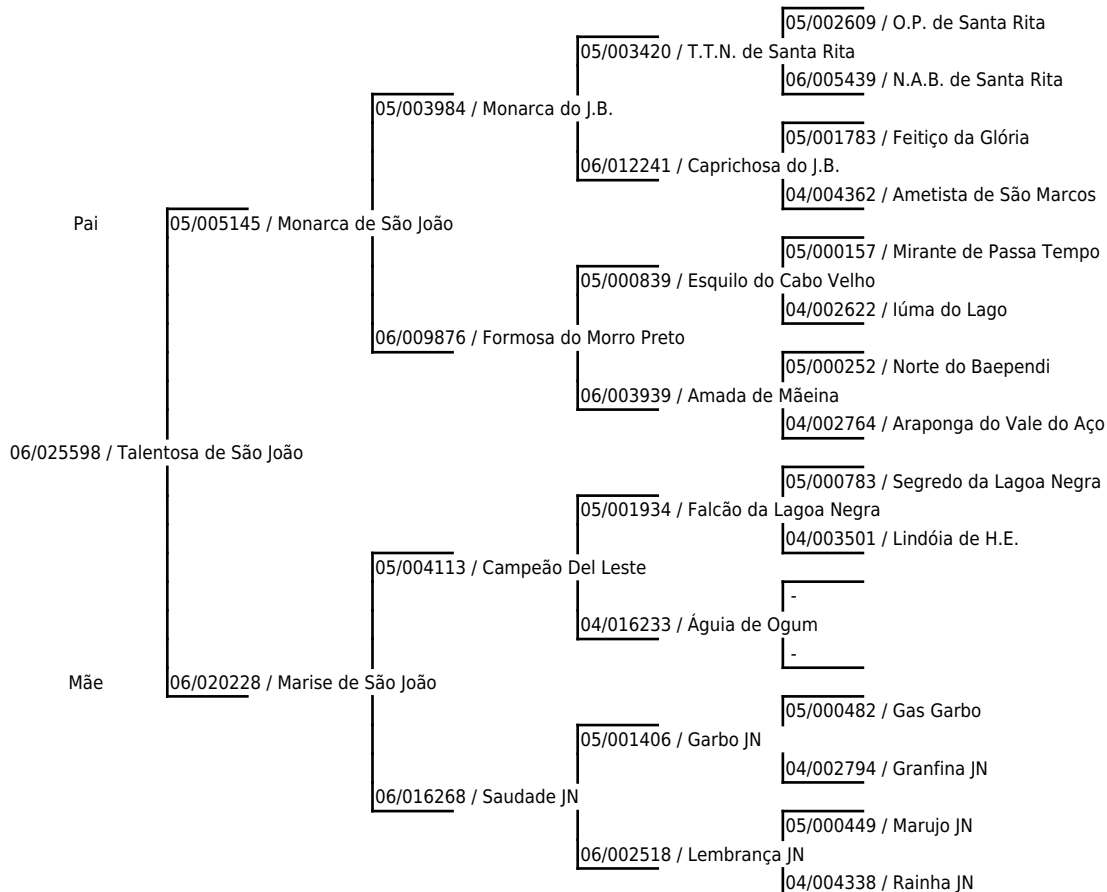 05/002609 / O.P. de Santa Rita
05/003420 / T.T.N. de Santa Rita
06/005439 / N.A.B. de Santa Rita
05/003984 / Monarca do J.B.
05/001783 / Feitiço da Glória
06/012241 / Caprichosa do J.B.
04/004362 / Ametista de São Marcos
Pai
05/005145 / Monarca de São João
05/000157 / Mirante de Passa Tempo
05/000839 / Esquilo do Cabo Velho
04/002622 / Iúma do Lago
06/009876 / Formosa do Morro Preto
05/000252 / Norte do Baependi
06/003939 / Amada de Mãeina
04/002764 / Araponga do Vale do Aço
06/025598 / Talentosa de São João
05/000783 / Segredo da Lagoa Negra
05/001934 / Falcão da Lagoa Negra
04/003501 / Lindóia de H.E.
05/004113 / Campeão Del Leste
-
04/016233 / Águia de Ogum
-
Mãe
06/020228 / Marise de São João
05/000482 / Gas Garbo
05/001406 / Garbo JN
04/002794 / Granfina JN
06/016268 / Saudade JN
05/000449 / Marujo JN
06/002518 / Lembrança JN
04/004338 / Rainha JN